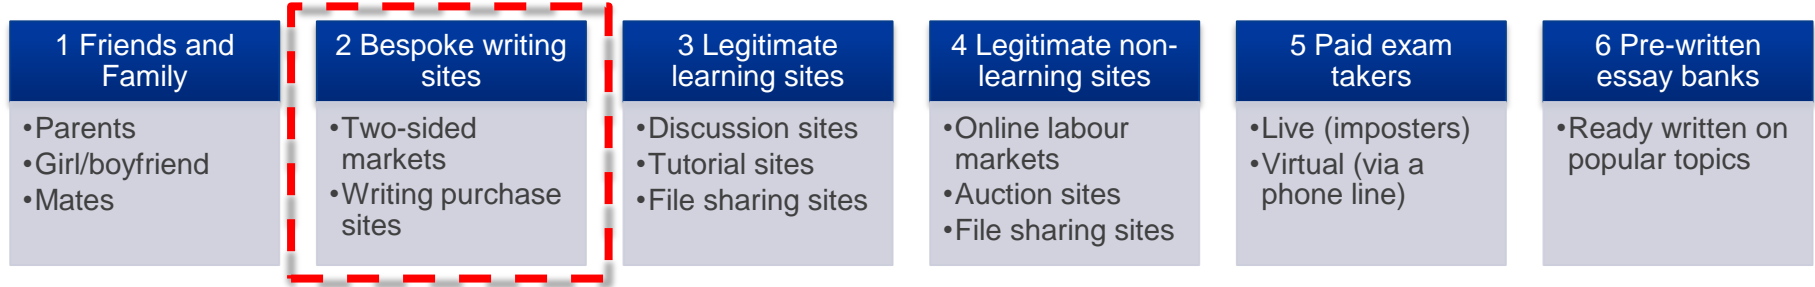 1 Friends and
Family
•Parents
•Girl/boyfriend
•Mates
2 Bespoke writing
sites
•Two-sided
markets
•Writing purchase
sites
3 Legitimate
learning sites
•Discussion sites
•Tutorial sites
•File sharing sites
4 Legitimate non-
learning sites
•Online labour
markets
•Auction sites
•File sharing sites
5 Paid exam
takers
•Live (imposters)
•Virtual (via a
phone line)
6 Pre-written
essay banks
•Ready written on
popular topics